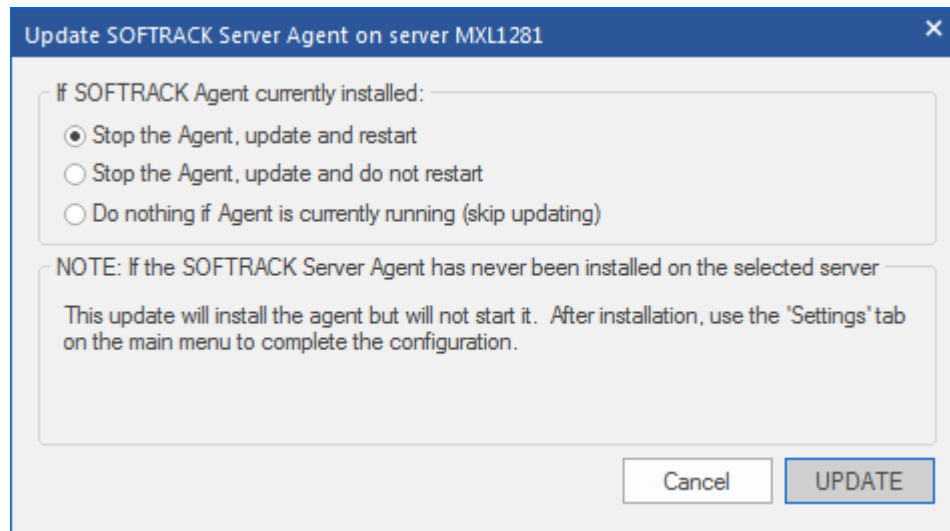 Update SOFTRACK Server Agent on server MXL1281
If SOFTRACK Agent currently installed:
Stop the Agent, update and restart
Stop the Agent, update and do not restart
Do nothing if Agent is currently running (skip updating)
NOTE: If the SOFTRACK Server Agent has never been installed on the selected server
This update will install the agent but will not start it.  After installation, use the 'Settings' tab
on the main menu to complete the configuration.
Cancel UPDATE